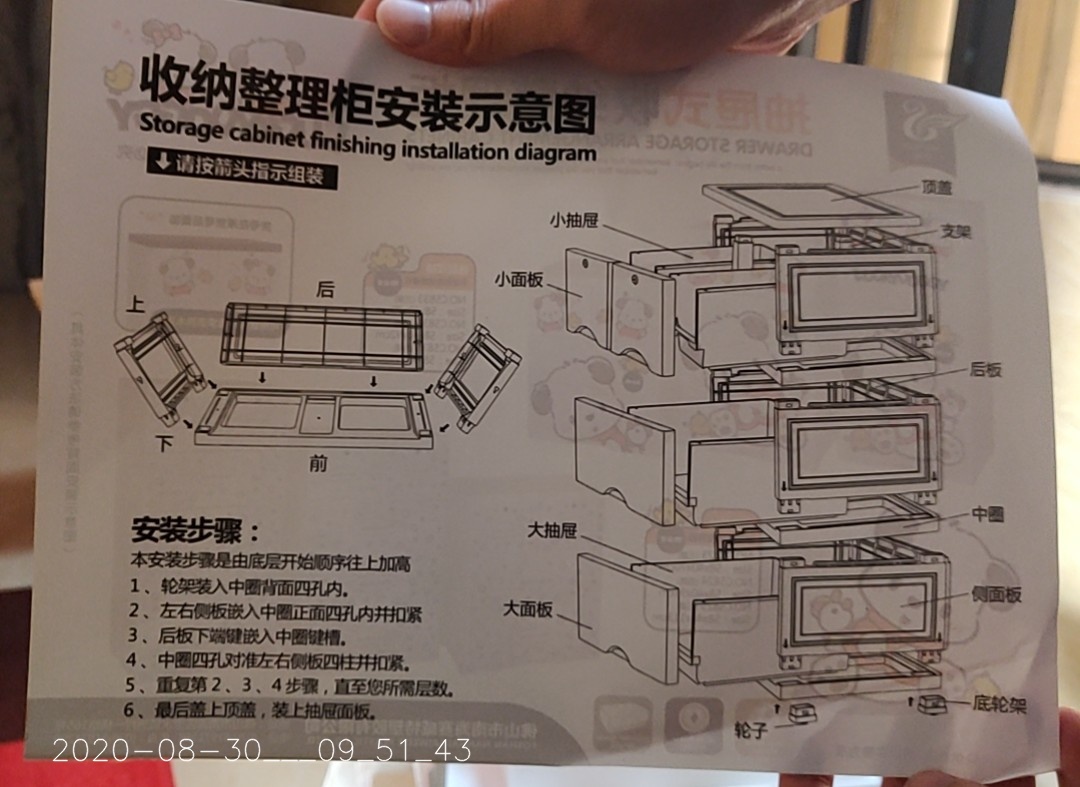 收纳整理柜安裝示意图
Storage cabinet finishing installation diagram
请按箭头指示组装
顶盖
小抽屉
支架
小面板
后
上
后板
下
前
中圈
大抽屉
大面板
侧面板
底轮架
轮子
安装步骤：
本安装步骤是由底层开始顺序往上加高
1、轮架装入中圈背面四孔内。
2、左右侧板嵌入中圈正面四孔内并扣紧
3、后板下端键嵌入中圈键槽。
4、中圈四孔对准左右侧板四柱并扣紧。
5、重复第2、3、4步骤，直至您所需层数。
6、最后盖上顶盖，装上抽屉面板。
2020-08-30___09_51_43